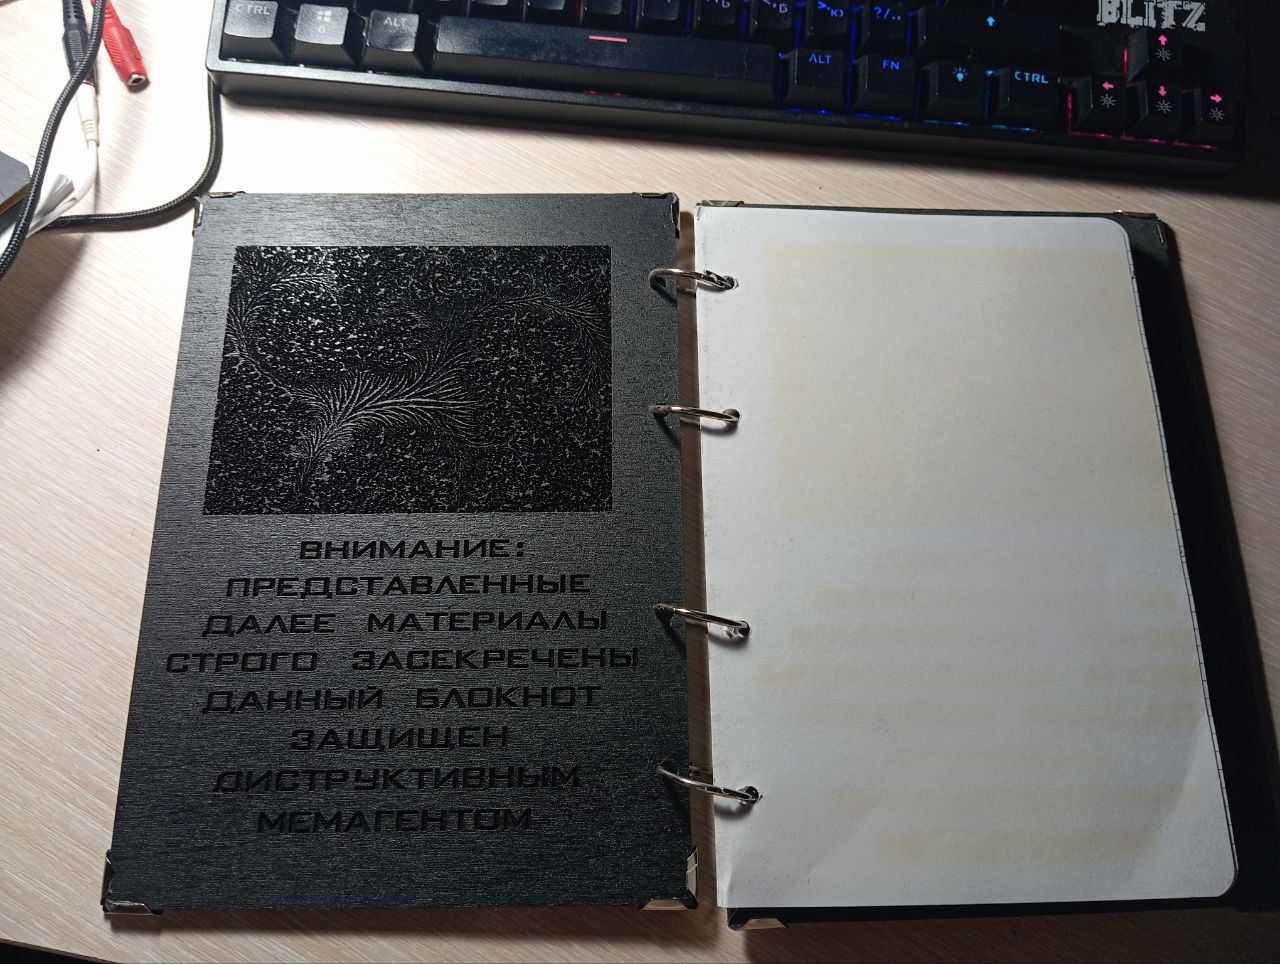 CTRL
ALT
ALT
FN
CTRL
BLITZ
ВНИМАНИЕ:
ПРЕДСТАВЛЕННЫЕ
ДАЛЕЕ МАТЕРИАЛЫ
СТРОГО ЗАСЕКРЕЧЕНЫ
ДАННЫЙ БЛОКНОТ
ЗАЩИЩЕН
ДИСТРУКТИВНЫМ
МЕМАГЕНТОМ